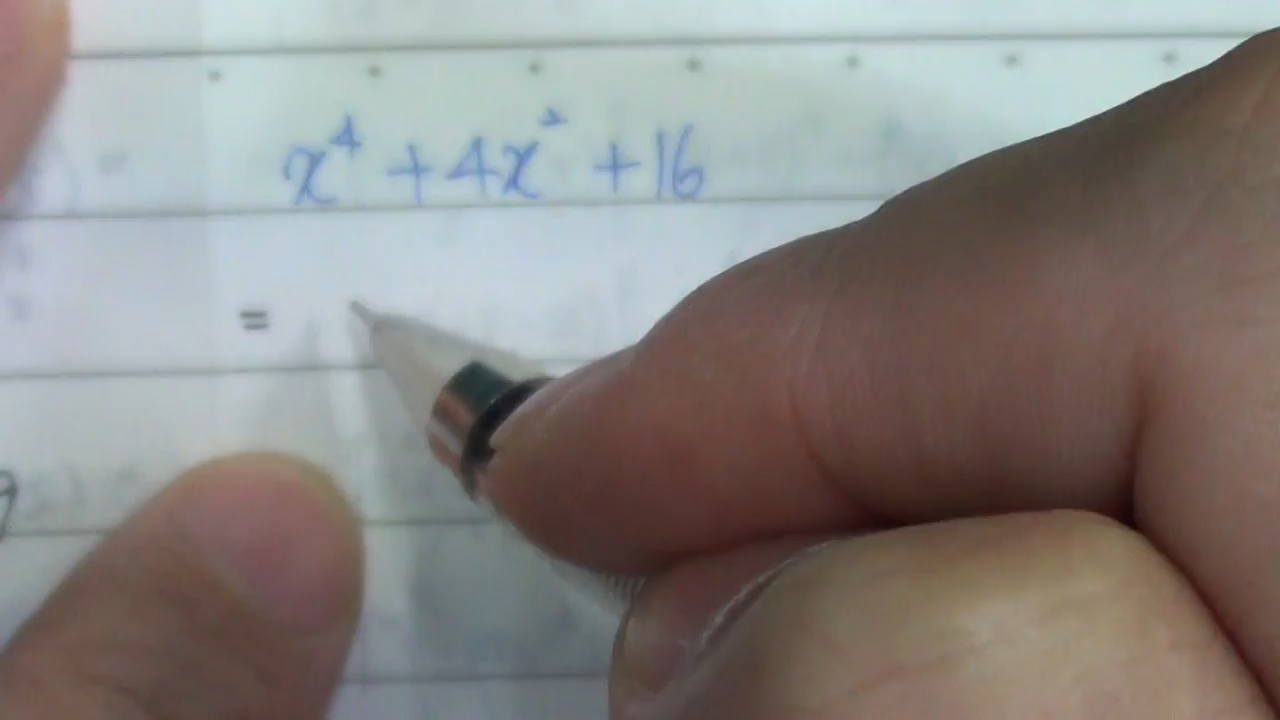 x⁴ + 4x² + 16
=